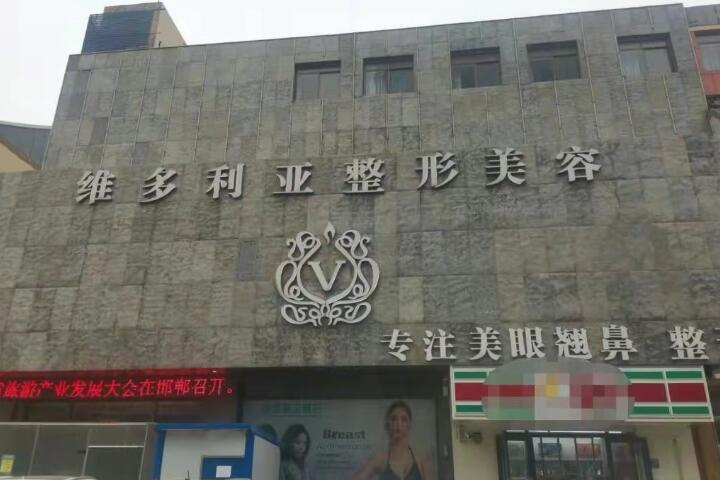 维多利亚整形美容
V
专注美眼翘鼻 整
旅游产业发展大会在邯郸召开。
Breast